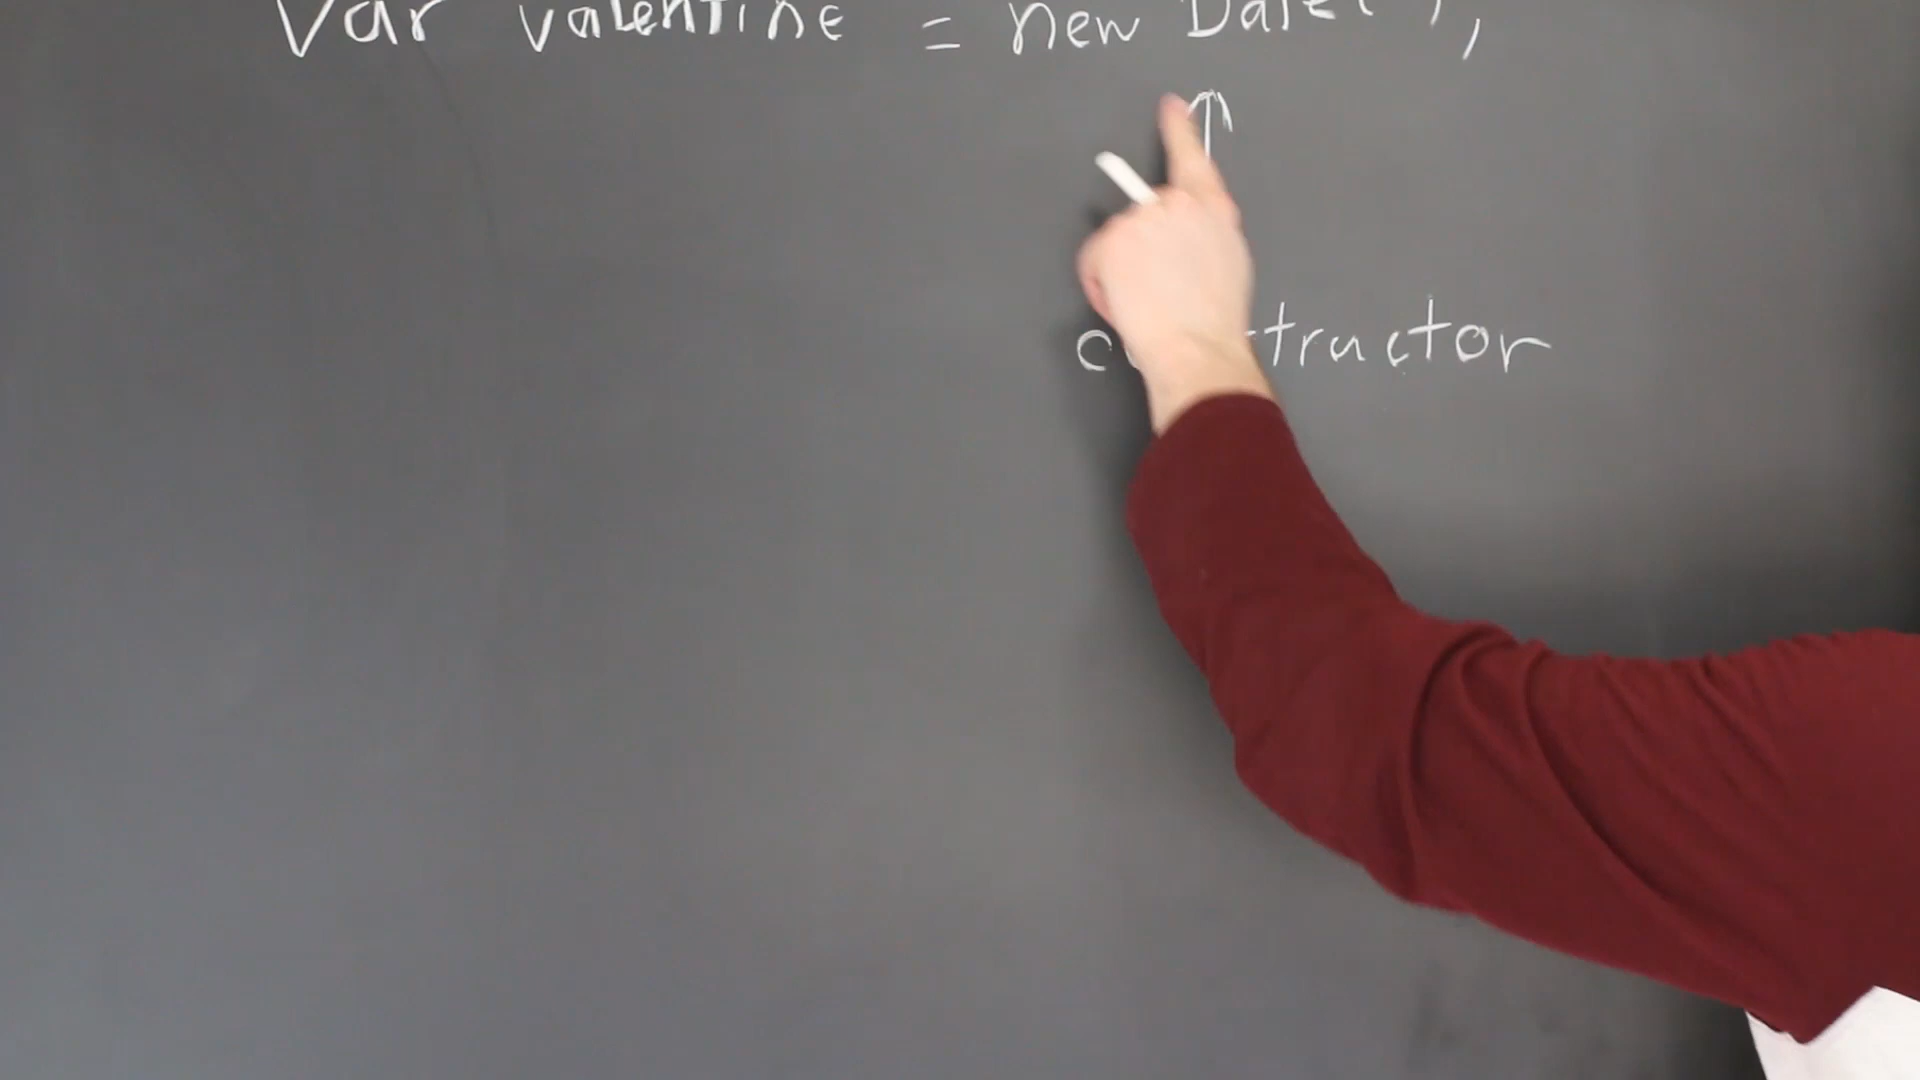 var valentine = new Date( );
constructor